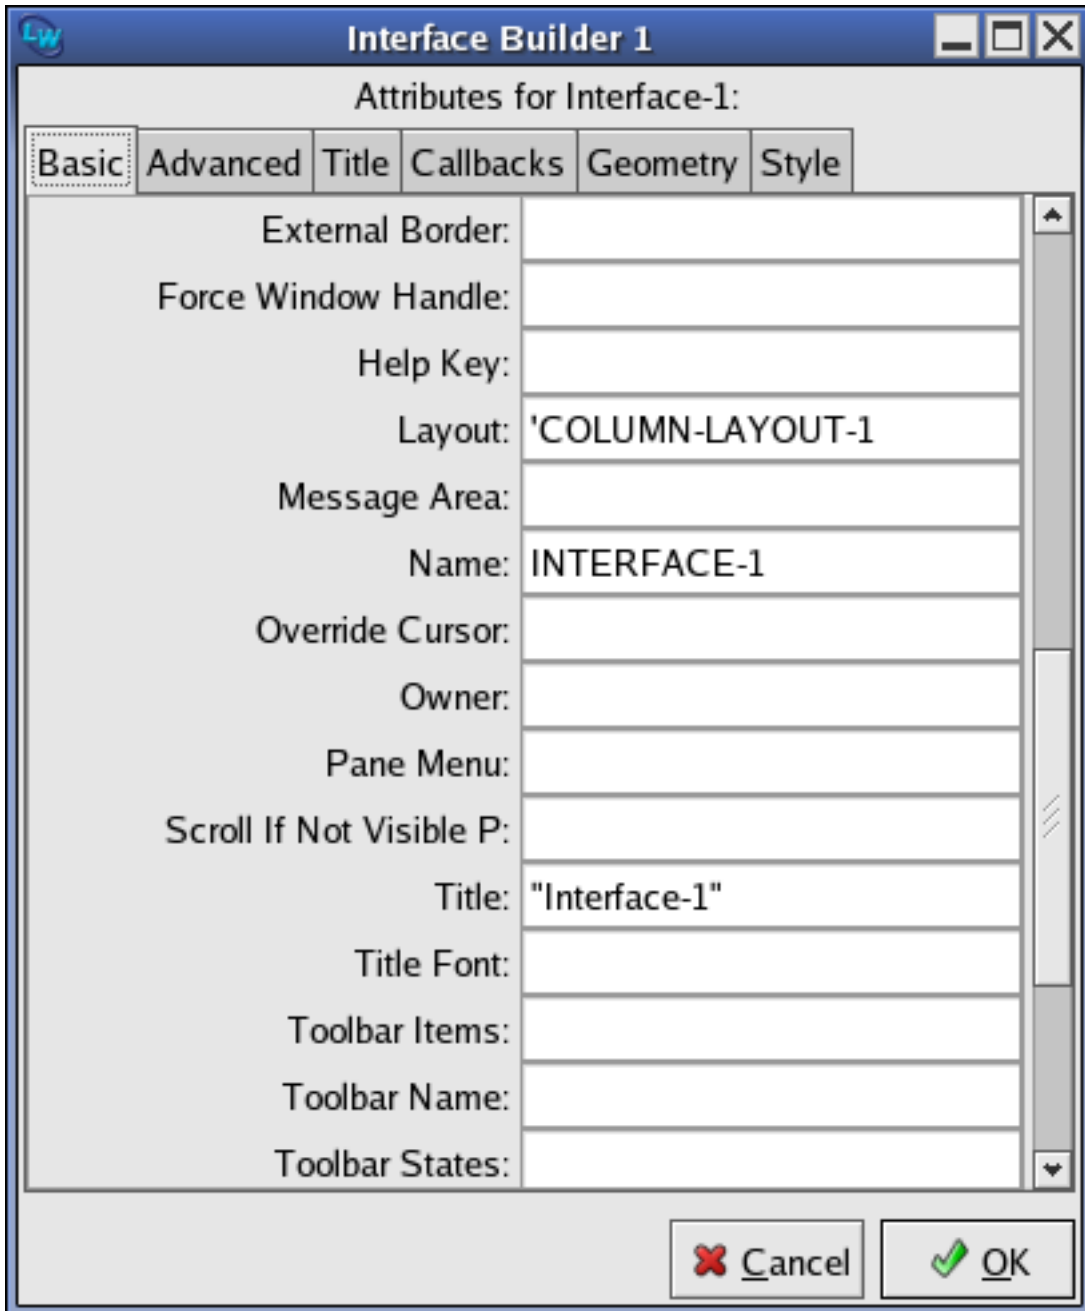 LW Interface Builder 1
Attributes for Interface-1:
Basic Advanced Title Callbacks Geometry Style
External Border:
Force Window Handle:
Help Key:
Layout: 'COLUMN-LAYOUT-1
Message Area:
Name: INTERFACE-1
Override Cursor:
Owner:
Pane Menu:
Scroll If Not Visible P:
Title: "Interface-1"
Title Font:
Toolbar Items:
Toolbar Name:
Toolbar States:
Cancel OK